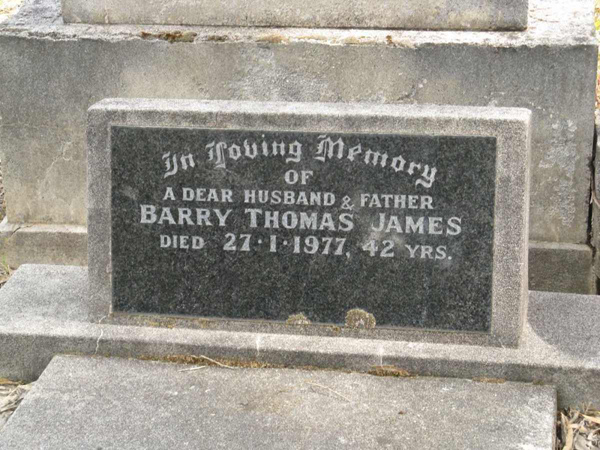 In Loving Memory
OF
A DEAR HUSBAND & FATHER
BARRY THOMAS JAMES
DIED 27·1·1977, 42 YRS.